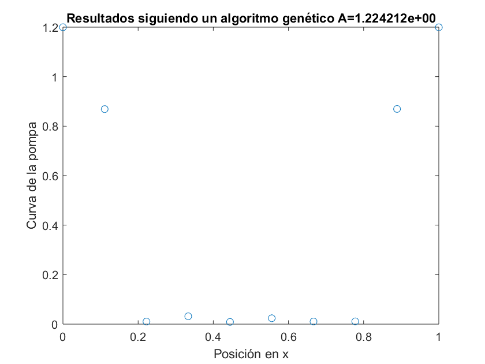 Resultados siguiendo un algoritmo genético A=1.224212e+00
1.2
1
0.8
0.6
0.4
0.2
0
Curva de la pompa
0 0.2 0.4 0.6 0.8 1
Posición en x